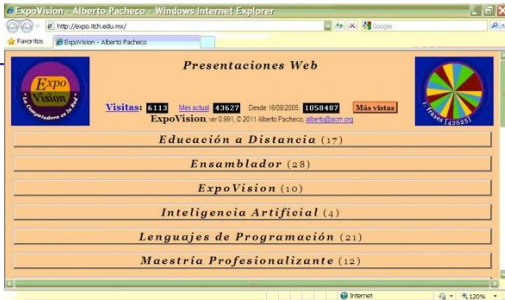 ExpoVision - Alberto Pacheco - Windows Internet Explorer
http://expo.itch.edu.mx/
Google
Favoritos
ExpoVision - Alberto Pacheco
Presentaciones Web
Expo
Vision
Visitas: 6113 Mes actual 43627 Desde 16/08/2005: 1050487 Más vistas
ExpoVision, ver 0.991, © 2011 Alberto Pacheco, alberto@acm.org
Educación a Distancia (17)
Ensamblador (28)
ExpoVision (10)
Inteligencia Artificial (4)
Lenguajes de Programación (21)
Maestría Profesionalizante (12)
Internet
120%